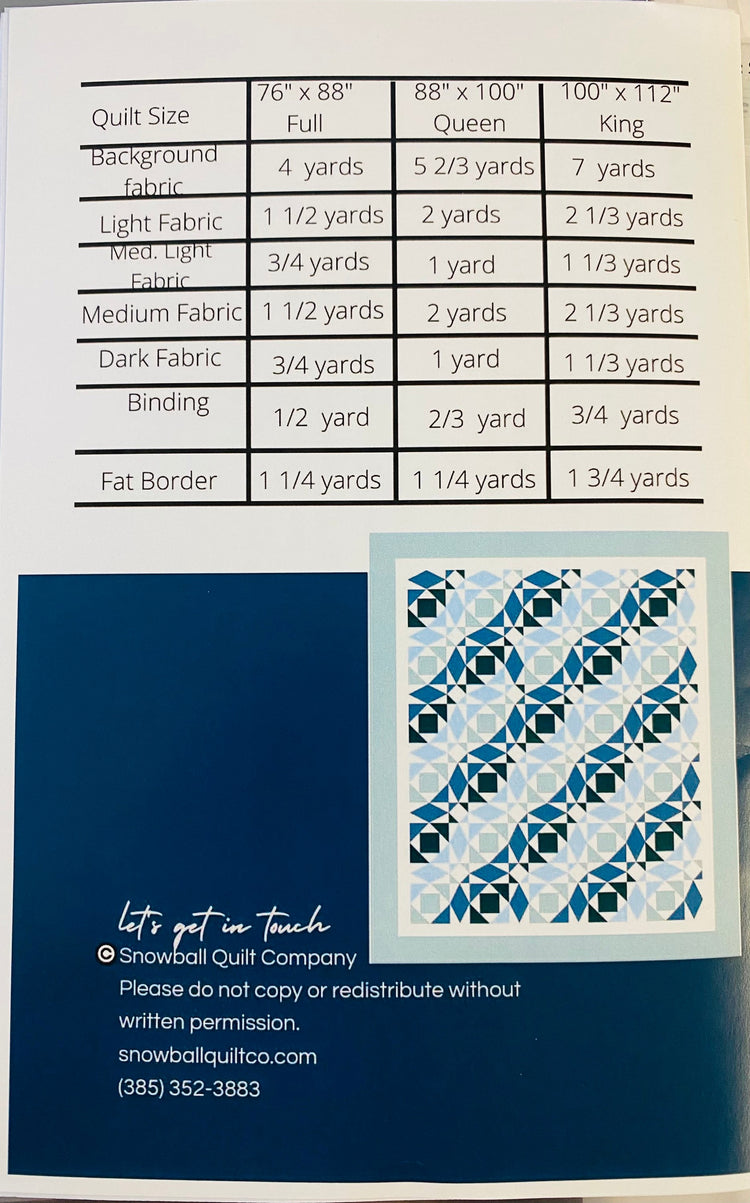 Quilt Size 76" x 88" Full 88" x 100" Queen 100" x 112" King
Background fabric 4 yards 5 2/3 yards 7 yards
Light Fabric 1 1/2 yards 2 yards 2 1/3 yards
Med. Light Fabric 3/4 yards 1 yard 1 1/3 yards
Medium Fabric 1 1/2 yards 2 yards 2 1/3 yards
Dark Fabric 3/4 yards 1 yard 1 1/3 yards
Binding 1/2 yard 2/3 yard 3/4 yards
Fat Border 1 1/4 yards 1 1/4 yards 1 3/4 yards
let's get in touch
© Snowball Quilt Company
Please do not copy or redistribute without
written permission.
snowballquiltco.com
(385) 352-3883